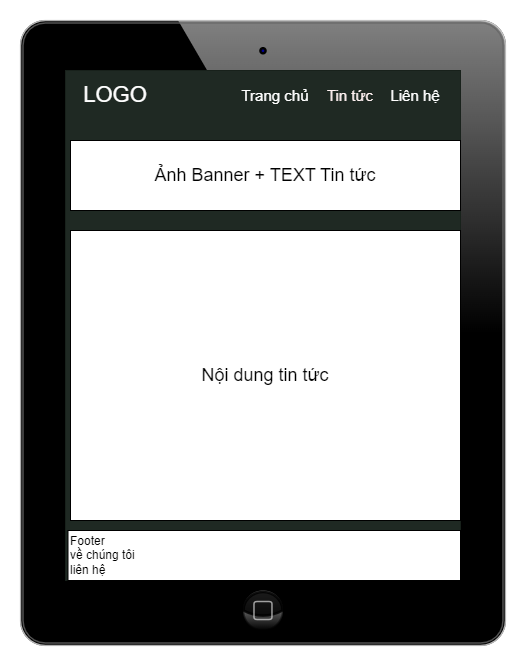 LOGO
Trang chủ Tin tức Liên hệ
Ảnh Banner + TEXT Tin tức
Nội dung tin tức
Footer
về chúng tôi
liên hệ